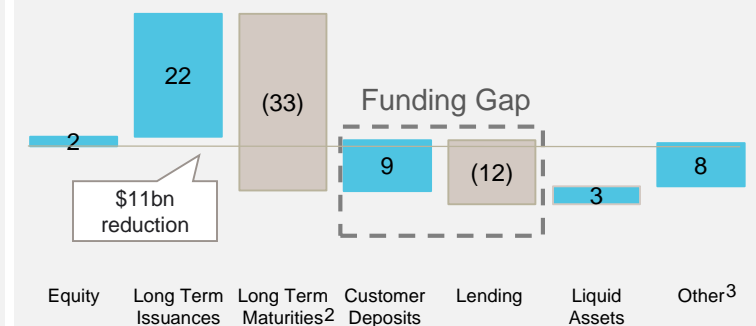 22
(33)
Funding Gap
2
9
(12)
3
8
$11bn
reduction
Equity
Long Term
Issuances
Long Term
Maturities2
Customer
Deposits
Lending
Liquid
Assets
Other3